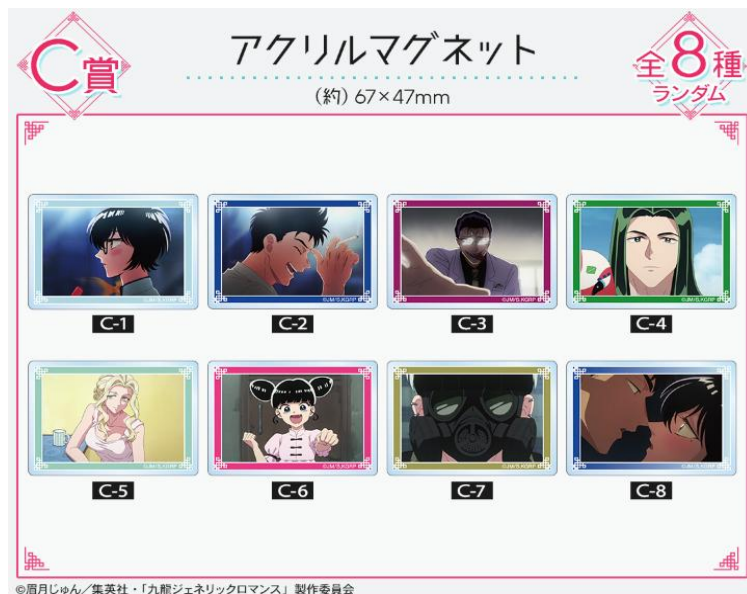 C賞
アクリルマグネット
(約) 67×47mm
全8種
ランダム
C-1
C-2
C-3
C-4
C-5
C-6
C-7
C-8
©眉月じゅん/集英社・「九龍ジェネリックロマンス」製作委員会